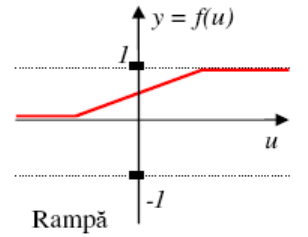 y = f(u)
1
u
-1
Rampă